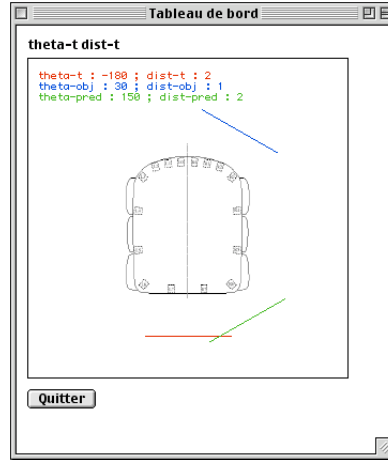 Tableau de bord
theta-t dist-t
theta-t : -180 ; dist-t : 2
theta-obj : 30 ; dist-obj : 1
theta-pred : 150 ; dist-pred : 2
Quitter